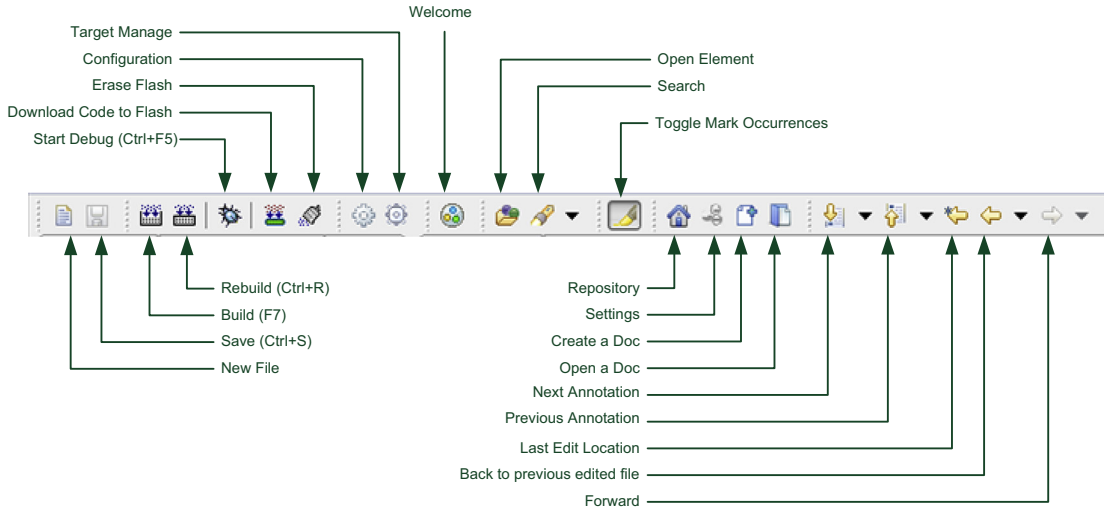 Welcome
Target Manage
Configuration
Erase Flash
Download Code to Flash
Start Debug (Ctrl+F5)
Open Element
Search
Toggle Mark Occurrences
Rebuild (Ctrl+R)
Build (F7)
Save (Ctrl+S)
New File
Repository
Settings
Create a Doc
Open a Doc
Next Annotation
Previous Annotation
Last Edit Location
Back to previous edited file
Forward